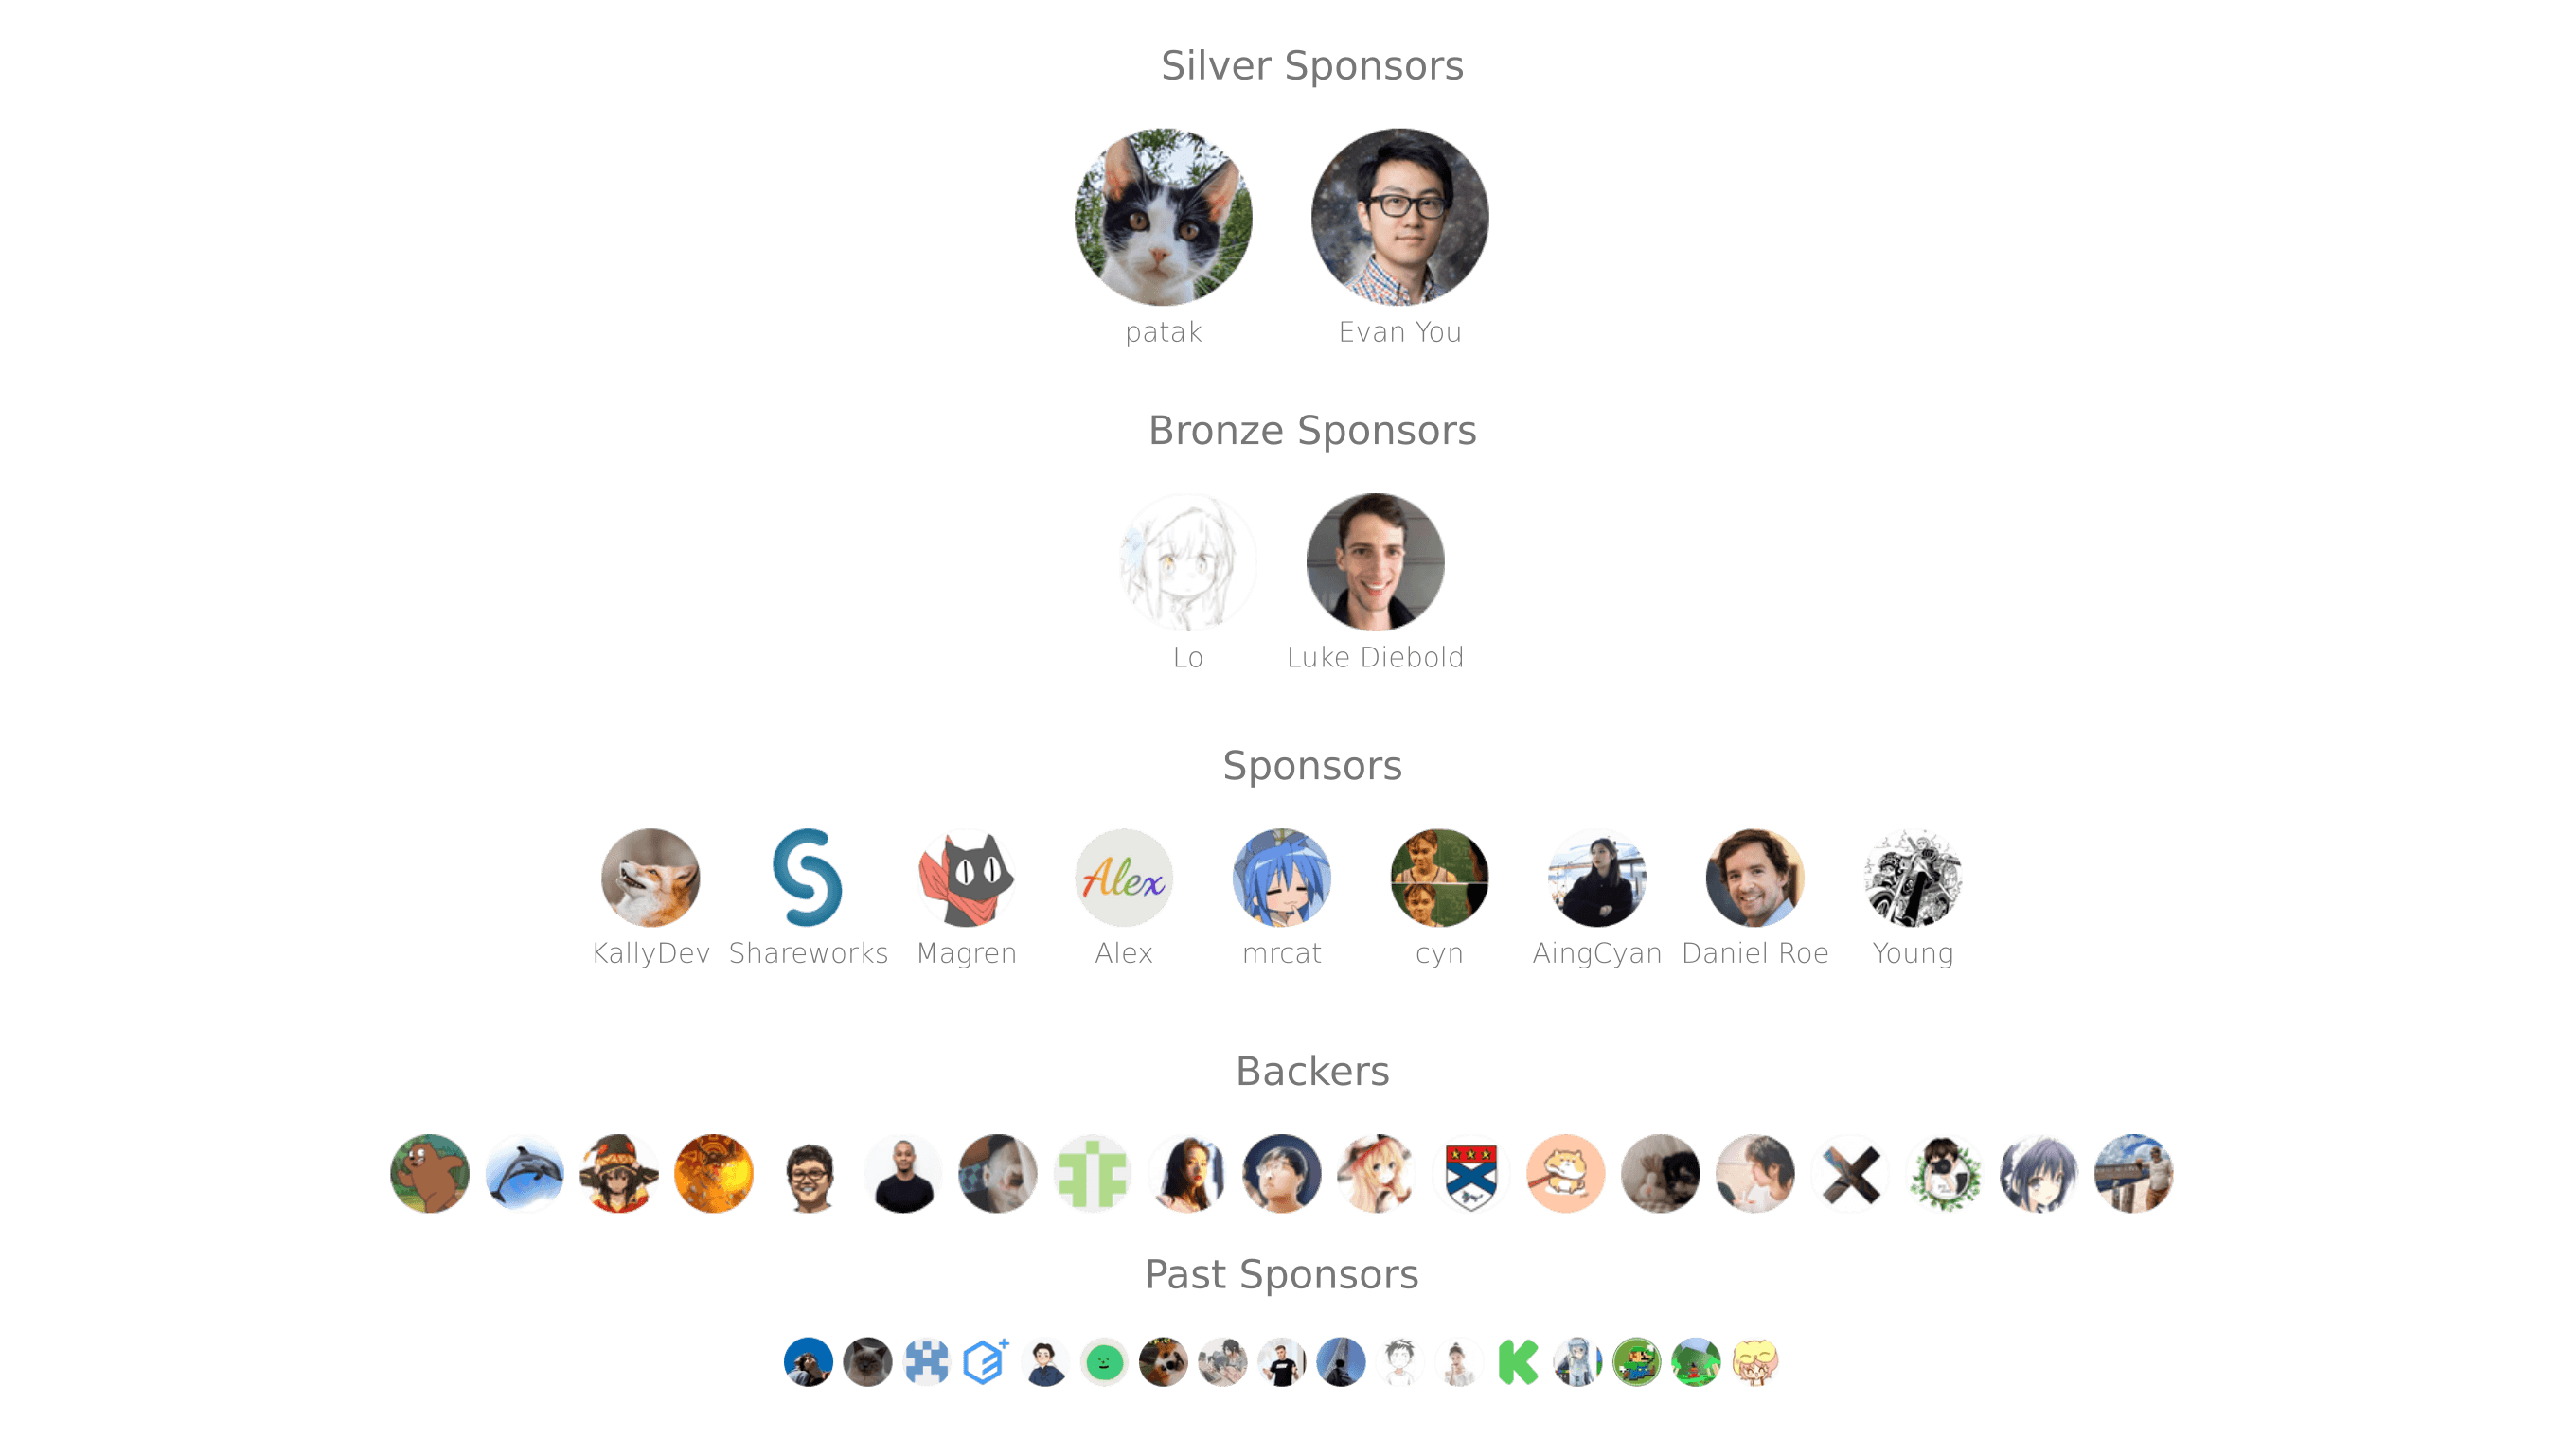 Silver Sponsors
patak Evan You
Bronze Sponsors
Lo Luke Diebold
Sponsors
Alex
KallyDev Shareworks Magren Alex mrcat cyn AingCyan Daniel Roe Young
Backers
Past Sponsors